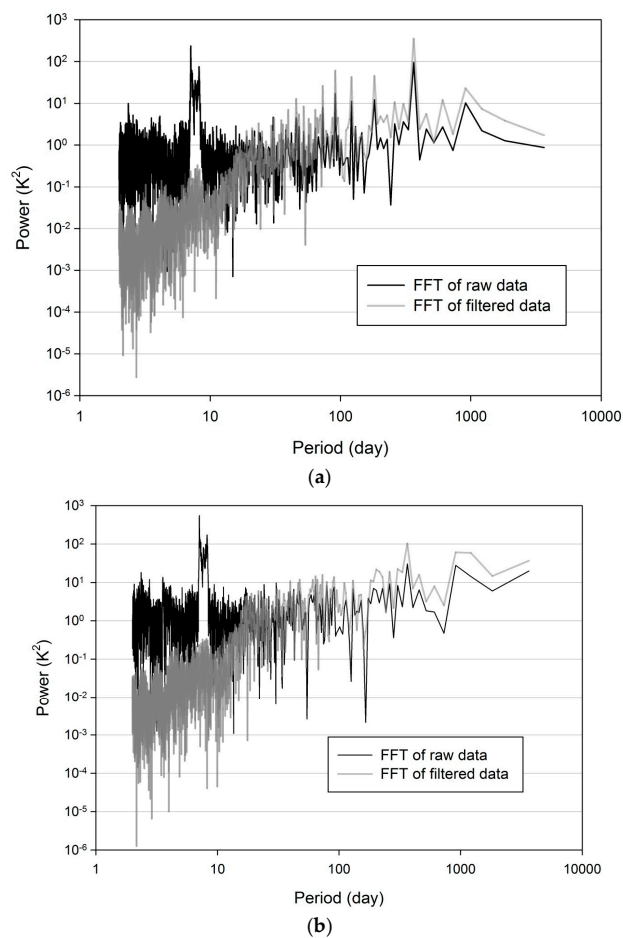 10³
10²
10¹
10⁰
10⁻¹
10⁻²
10⁻³
10⁻⁴
10⁻⁵
10⁻⁶
Power (K²)
FFT of raw data
FFT of filtered data
1 10 100 1000 10000
Period (day)
(a)
10³
10²
10¹
10⁰
10⁻¹
10⁻²
10⁻³
10⁻⁴
10⁻⁵
10⁻⁶
Power (K²)
FFT of raw data
FFT of filtered data
1 10 100 1000 10000
Period (day)
(b)